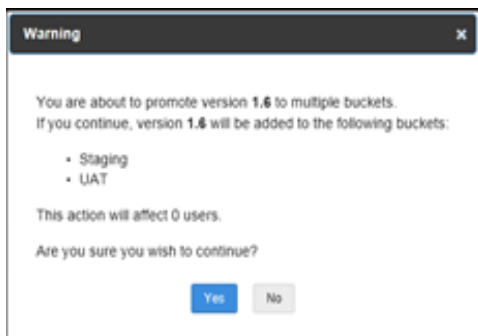 Warning
×
You are about to promote version 1.6 to multiple buckets.
If you continue, version 1.6 will be added to the following buckets:
• Staging
• UAT
This action will affect 0 users.
Are you sure you wish to continue?
Yes No